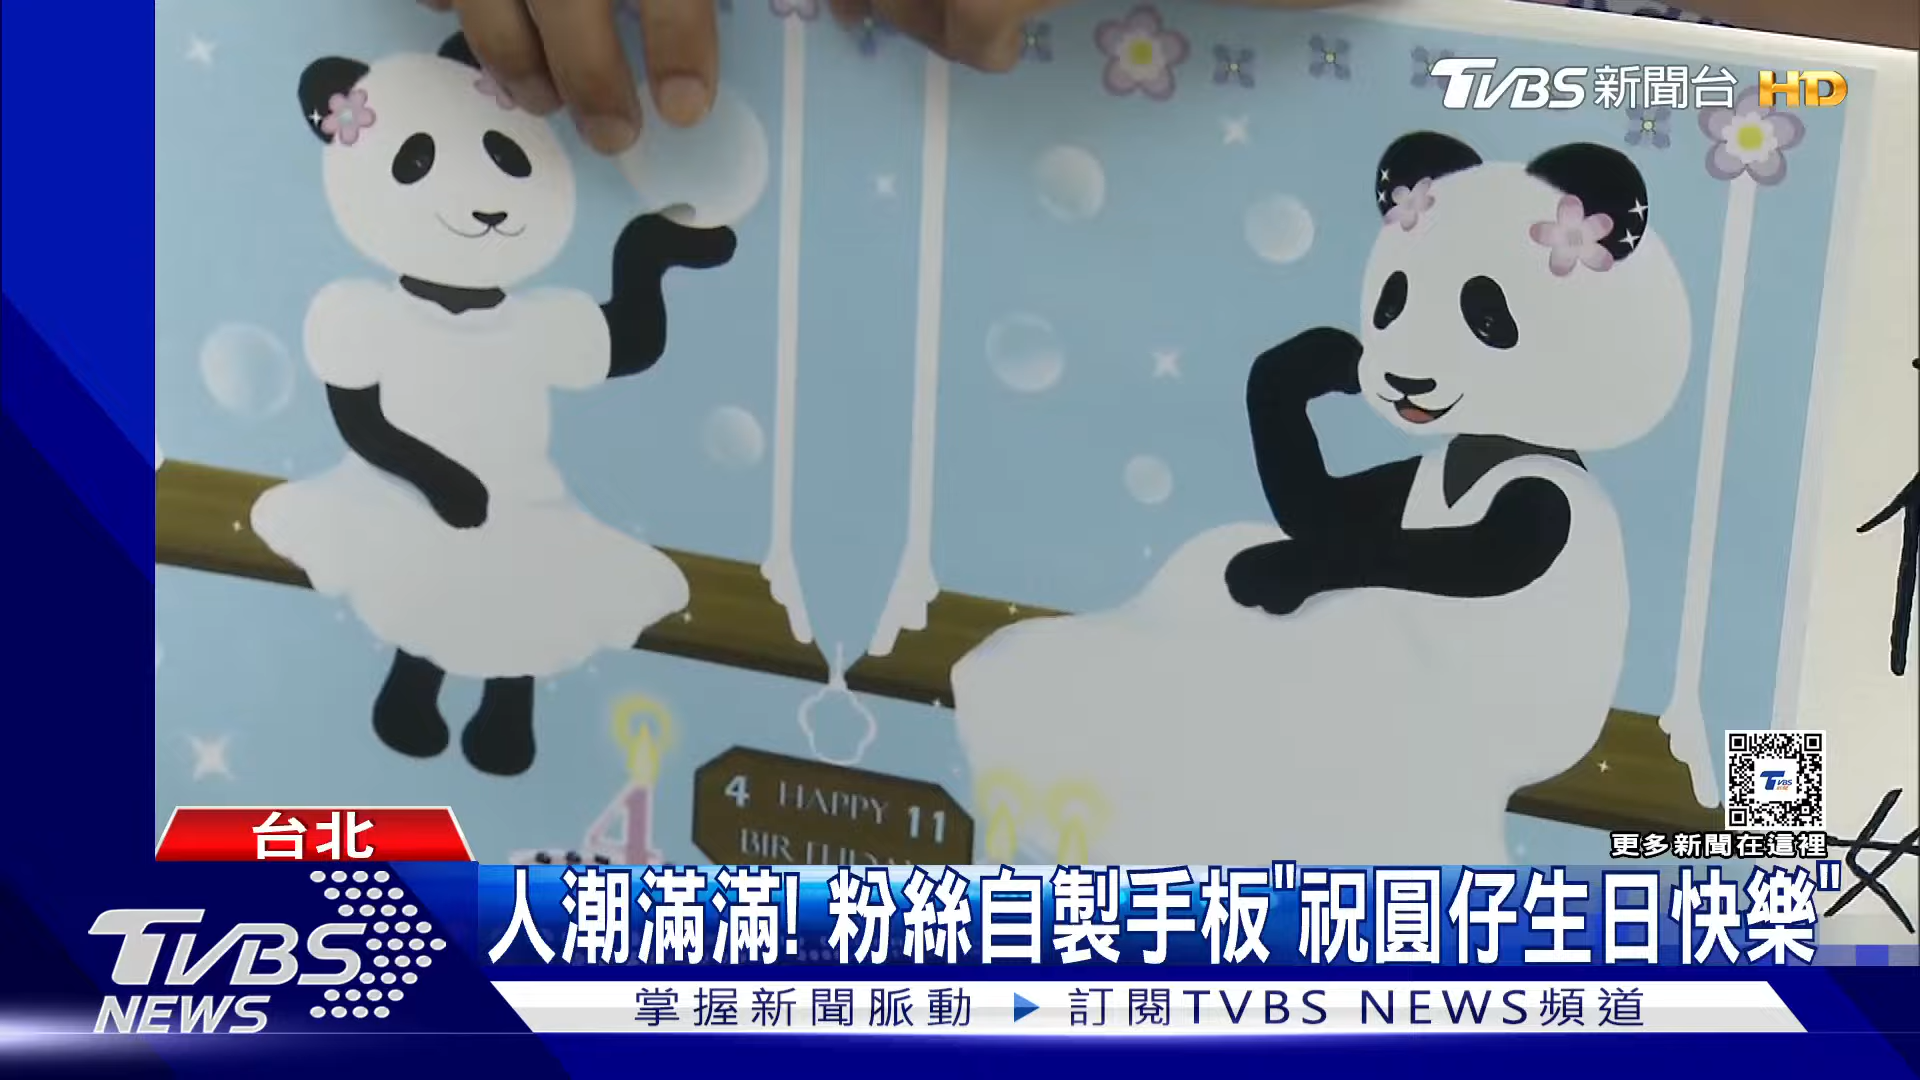 TVBS新聞台 HD
4 HAPPY 11
BIRTHDAY
4
更多新聞在這裡
台北
人潮滿滿! 粉絲自製手板"祝圓仔生日快樂"
TVBS NEWS
掌握新聞脈動 ▶ 訂閱TVBS NEWS頻道